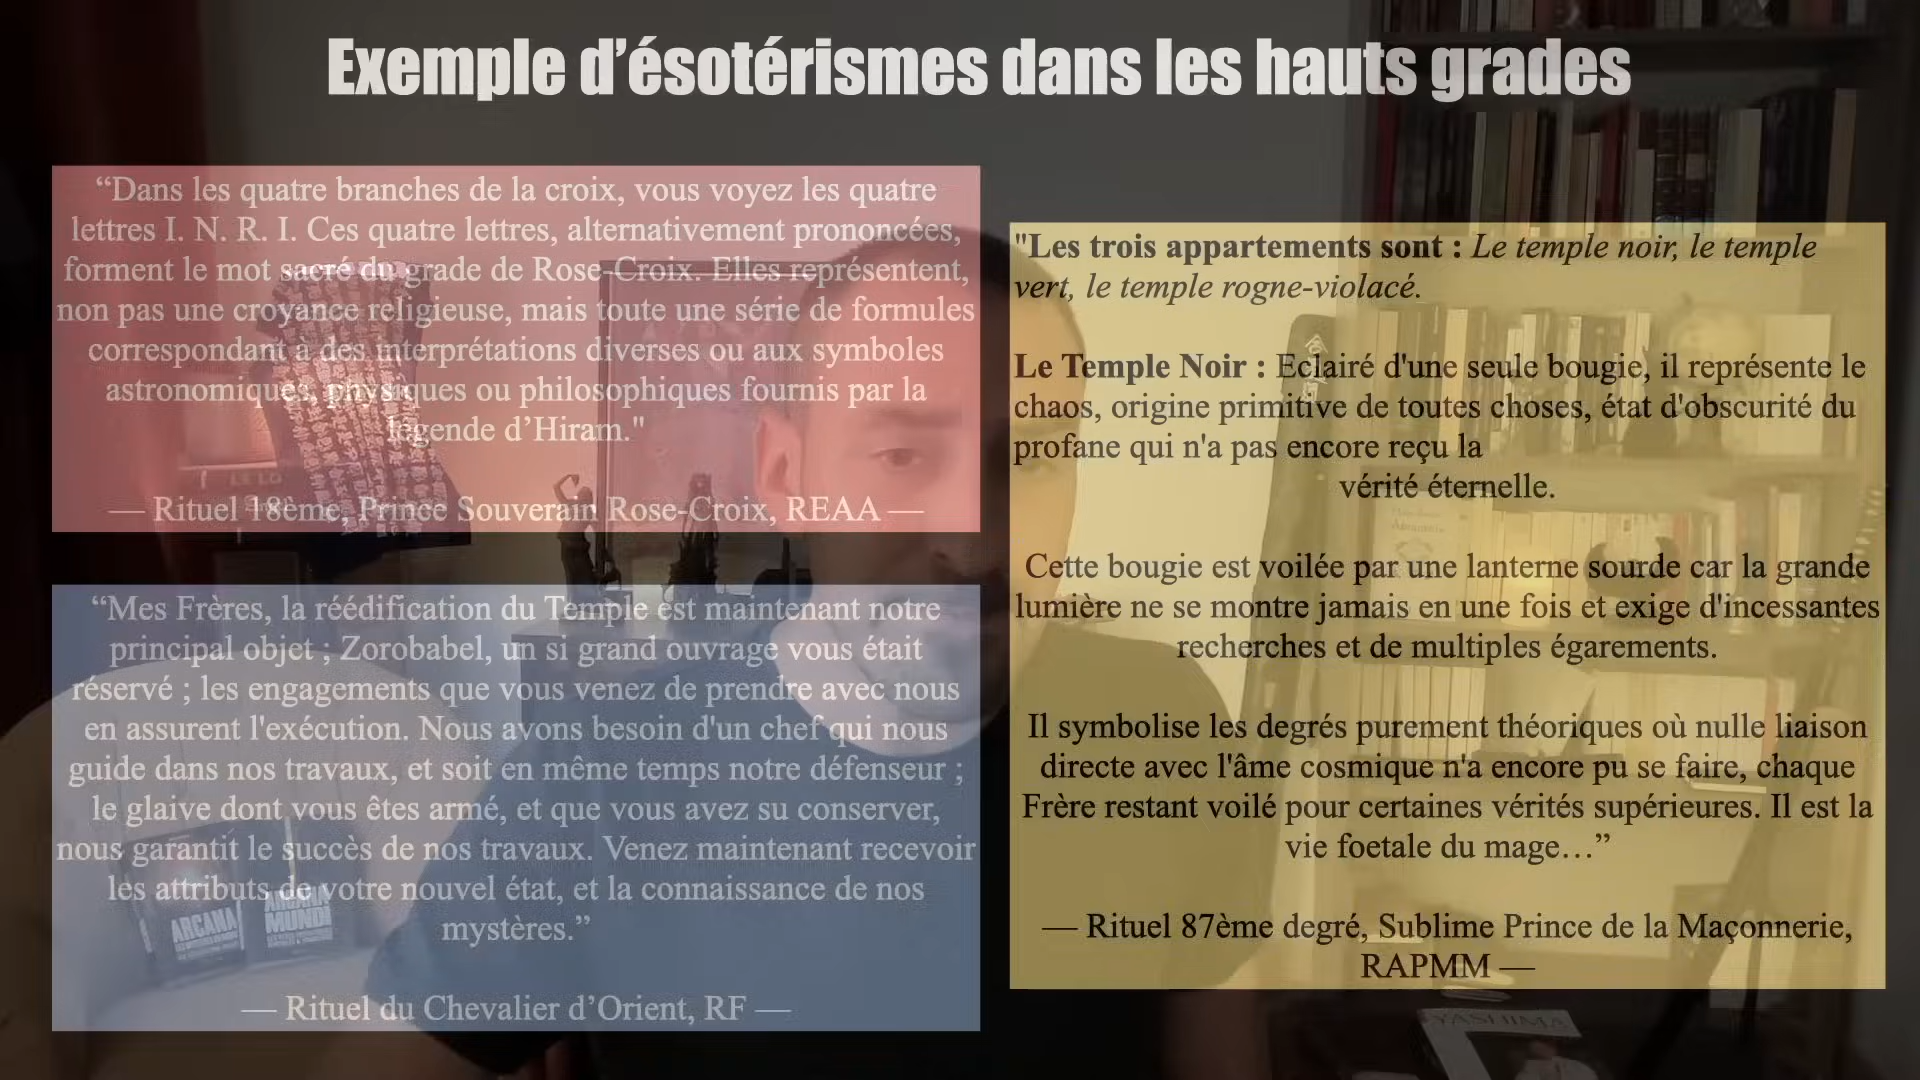 Exemple d’ésotérismes dans les hauts grades
“Dans les quatre branches de la croix, vous voyez les quatre
lettres I. N. R. I. Ces quatre lettres, alternativement prononcées,
forment le mot sacré du grade de Rose-Croix. Elles représentent,
non pas une croyance religieuse, mais toute une série de formules
correspondant à des interprétations diverses ou aux symboles
astronomiques, physiques ou philosophiques fournis par la
légende d’Hiram."
— Rituel 18ème, Prince Souverain Rose-Croix, REAA —
“Mes Frères, la réédification du Temple est maintenant notre
principal objet ; Zorobabel, un si grand ouvrage vous était
réservé ; les engagements que vous venez de prendre avec nous
en assurent l'exécution. Nous avons besoin d'un chef qui nous
guide dans nos travaux, et soit en même temps notre défenseur ;
le glaive dont vous êtes armé, et que vous avez su conserver,
nous garantit le succès de nos travaux. Venez maintenant recevoir
les attributs de votre nouvel état, et la connaissance de nos
mystères.”
— Rituel du Chevalier d’Orient, RF —
"Les trois appartements sont : Le temple noir, le temple
vert, le temple rogne-violacé.
Le Temple Noir : Eclairé d'une seule bougie, il représente le
chaos, origine primitive de toutes choses, état d'obscurité du
profane qui n'a pas encore reçu la
vérité éternelle.
Cette bougie est voilée par une lanterne sourde car la grande
lumière ne se montre jamais en une fois et exige d'incessantes
recherches et de multiples égarements.
Il symbolise les degrés purement théoriques où nulle liaison
directe avec l'âme cosmique n'a encore pu se faire, chaque
Frère restant voilé pour certaines vérités supérieures. Il est la
vie foetale du mage…”
— Rituel 87ème degré, Sublime Prince de la Maçonnerie,
RAPMM —
ARCANA
ARCANA
MUNDI
YASHIMA